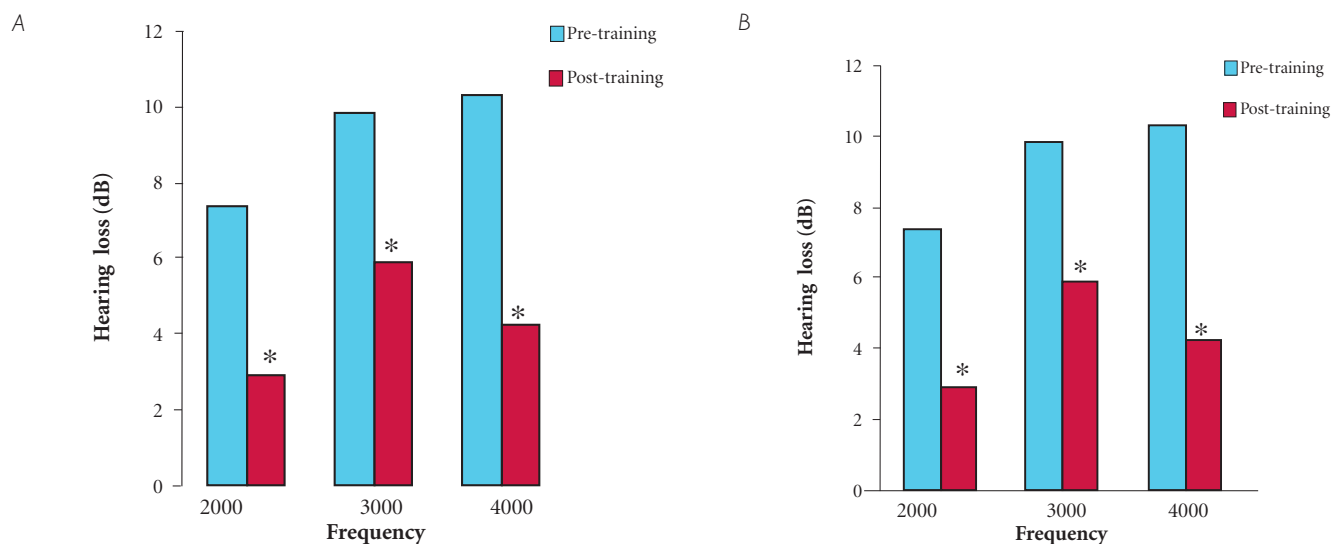 A
Pre-training
Post-training
Hearing loss (dB)
12
10
8
6
4
2
0
*
*
*
2000
3000
4000
Frequency
B
Pre-training
Post-training
Hearing loss (dB)
12
10
8
6
4
2
0
*
*
*
2000
3000
4000
Frequency